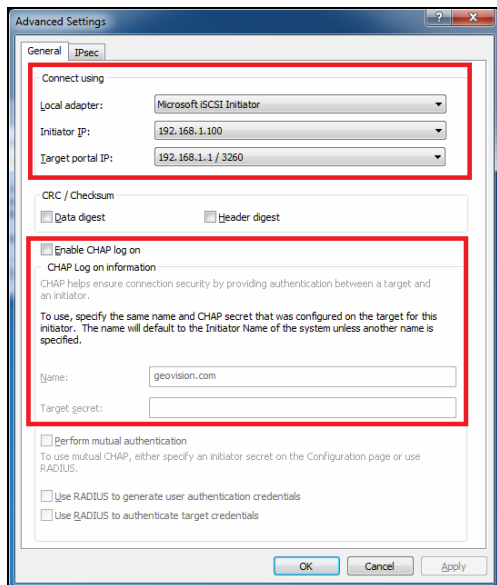 Advanced Settings
General IPsec
Connect using
Local adapter: Microsoft iSCSI Initiator
Initiator IP: 192.168.1.100
Target portal IP: 192.168.1.1 / 3260
CRC / Checksum
Data digest Header digest
Enable CHAP log on
CHAP Log on information
CHAP helps ensure connection security by providing authentication between a target and
an initiator.
To use, specify the same name and CHAP secret that was configured on the target for this
initiator. The name will default to the Initiator Name of the system unless another name is
specified.
Name: geovision.com
Target secret:
Perform mutual authentication
To use mutual CHAP, either specify an initiator secret on the Configuration page or use
RADIUS.
Use RADIUS to generate user authentication credentials
Use RADIUS to authenticate target credentials
OK Cancel Apply